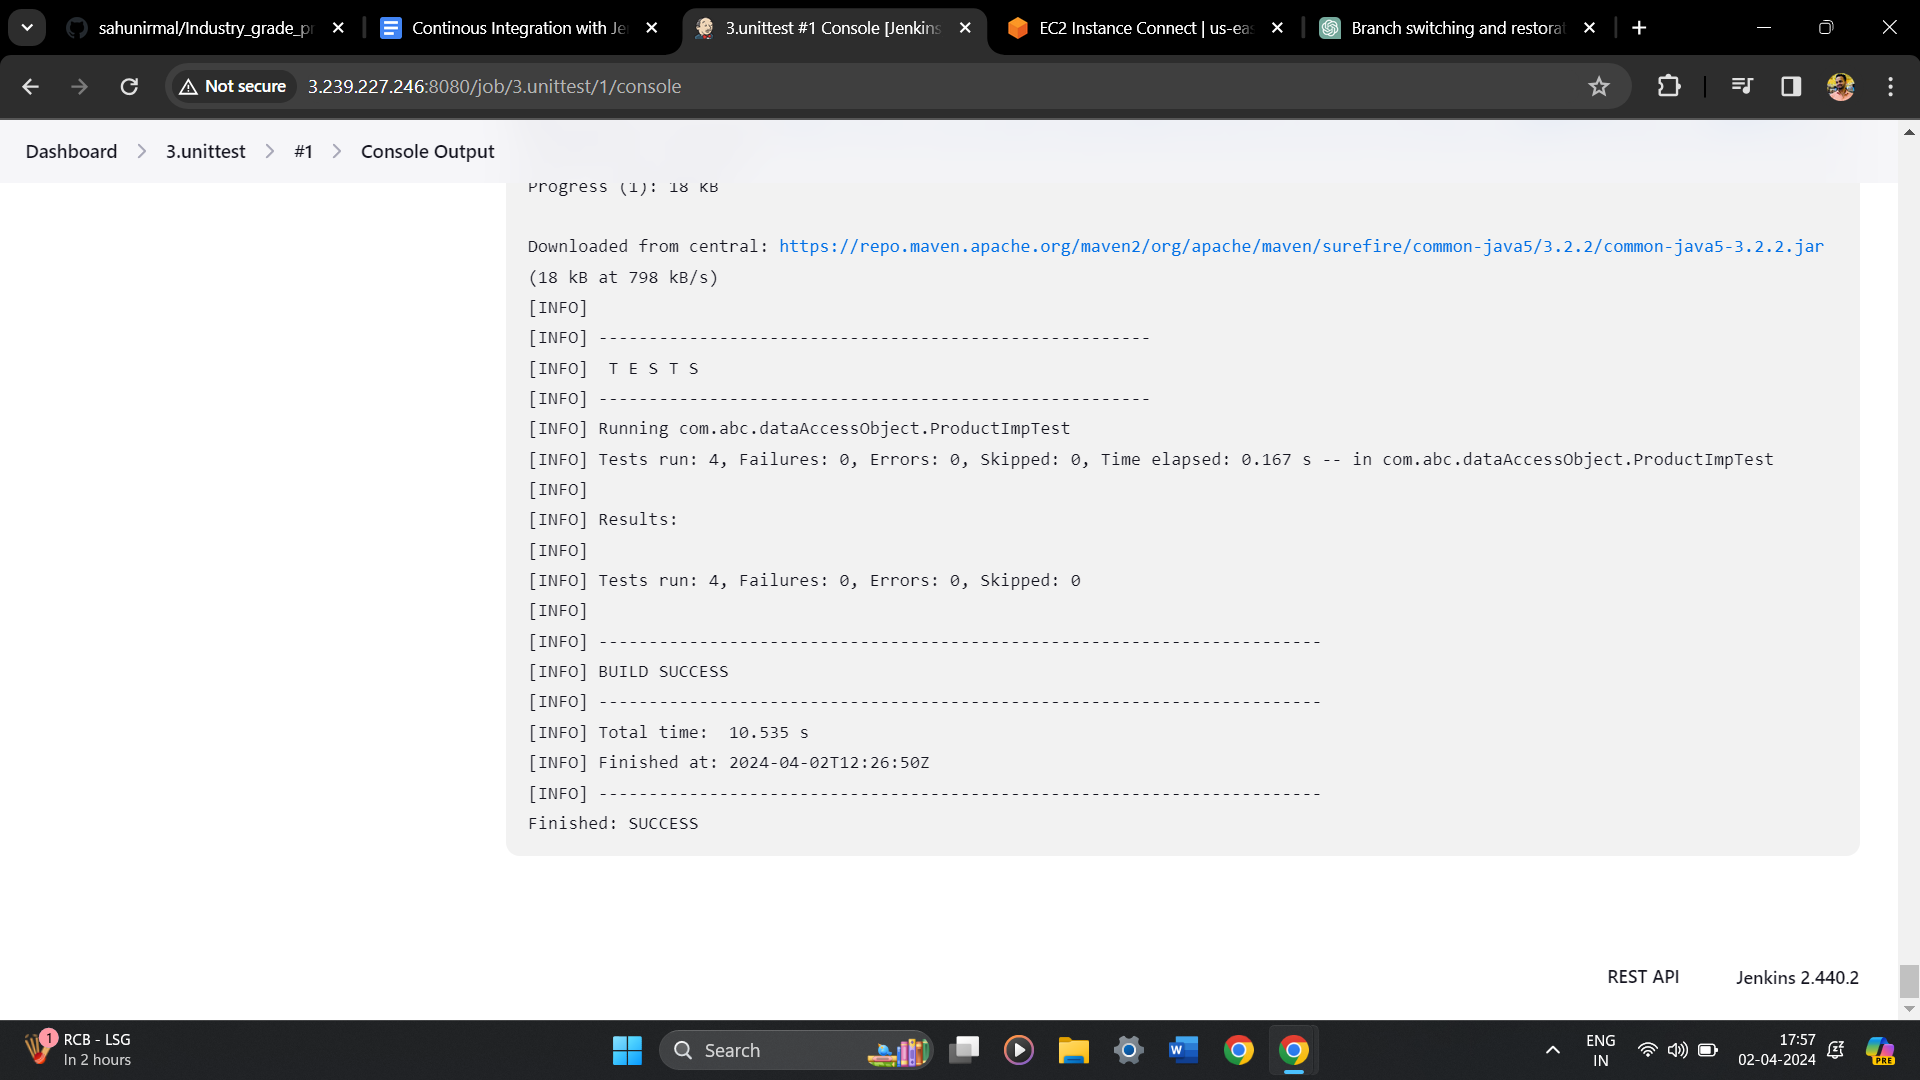 sahunirmal/Industry_grade_pr
Continous Integration with Je
3.unittest #1 Console [Jenkins
EC2 Instance Connect | us-eas
Branch switching and restorat
Not secure
3.239.227.246:8080/job/3.unittest/1/console
Dashboard
3.unittest
#1
Console Output
Progress (1): 18 kB
Downloaded from central: https://repo.maven.apache.org/maven2/org/apache/maven/surefire/common-java5/3.2.2/common-java5-3.2.2.jar
(18 kB at 798 kB/s)
[INFO]
[INFO] -------------------------------------------------------
[INFO]  T E S T S
[INFO] -------------------------------------------------------
[INFO] Running com.abc.dataAccessObject.ProductImpTest
[INFO] Tests run: 4, Failures: 0, Errors: 0, Skipped: 0, Time elapsed: 0.167 s -- in com.abc.dataAccessObject.ProductImpTest
[INFO]
[INFO] Results:
[INFO]
[INFO] Tests run: 4, Failures: 0, Errors: 0, Skipped: 0
[INFO]
[INFO] ------------------------------------------------------------------------
[INFO] BUILD SUCCESS
[INFO] ------------------------------------------------------------------------
[INFO] Total time:  10.535 s
[INFO] Finished at: 2024-04-02T12:26:50Z
[INFO] ------------------------------------------------------------------------
Finished: SUCCESS
REST API
Jenkins 2.440.2
1
RCB - LSG
In 2 hours
Search
W
ENG
IN
17:57
02-04-2024
PRE